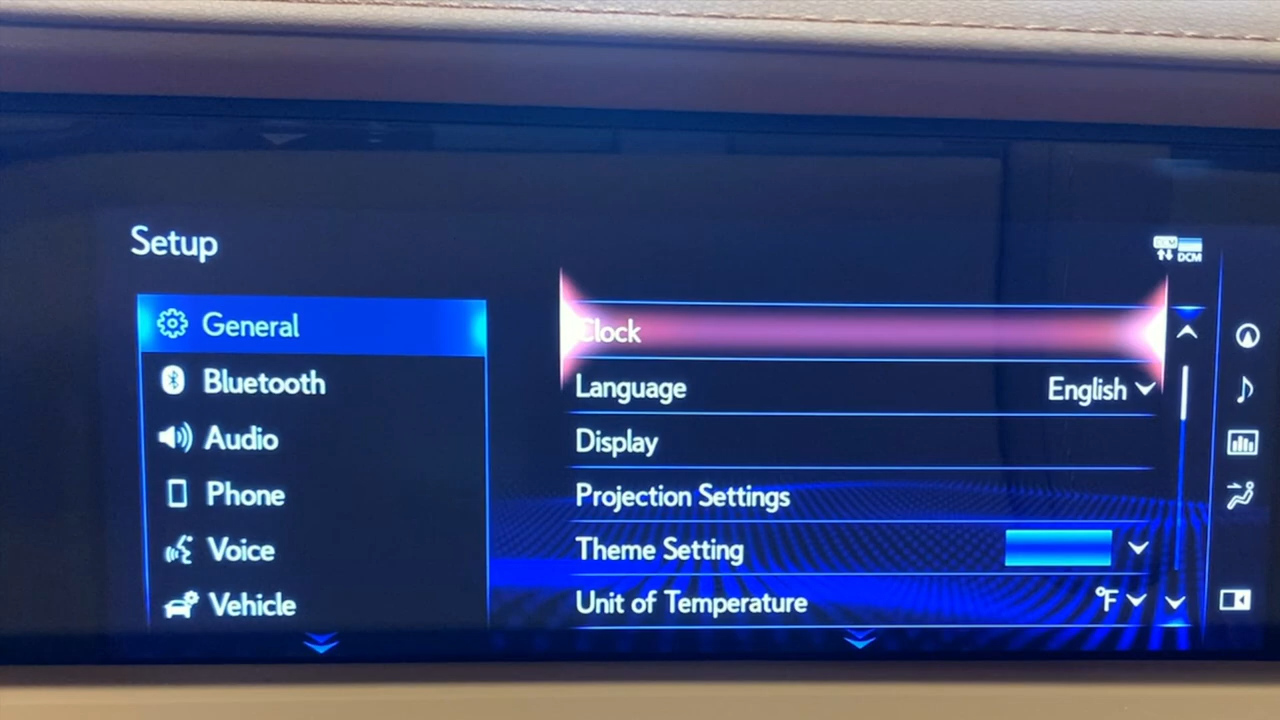 Setup
DCM
General
Bluetooth
Audio
Phone
Voice
Vehicle
Clock
Language English
Display
Projection Settings
Theme Setting
Unit of Temperature °F